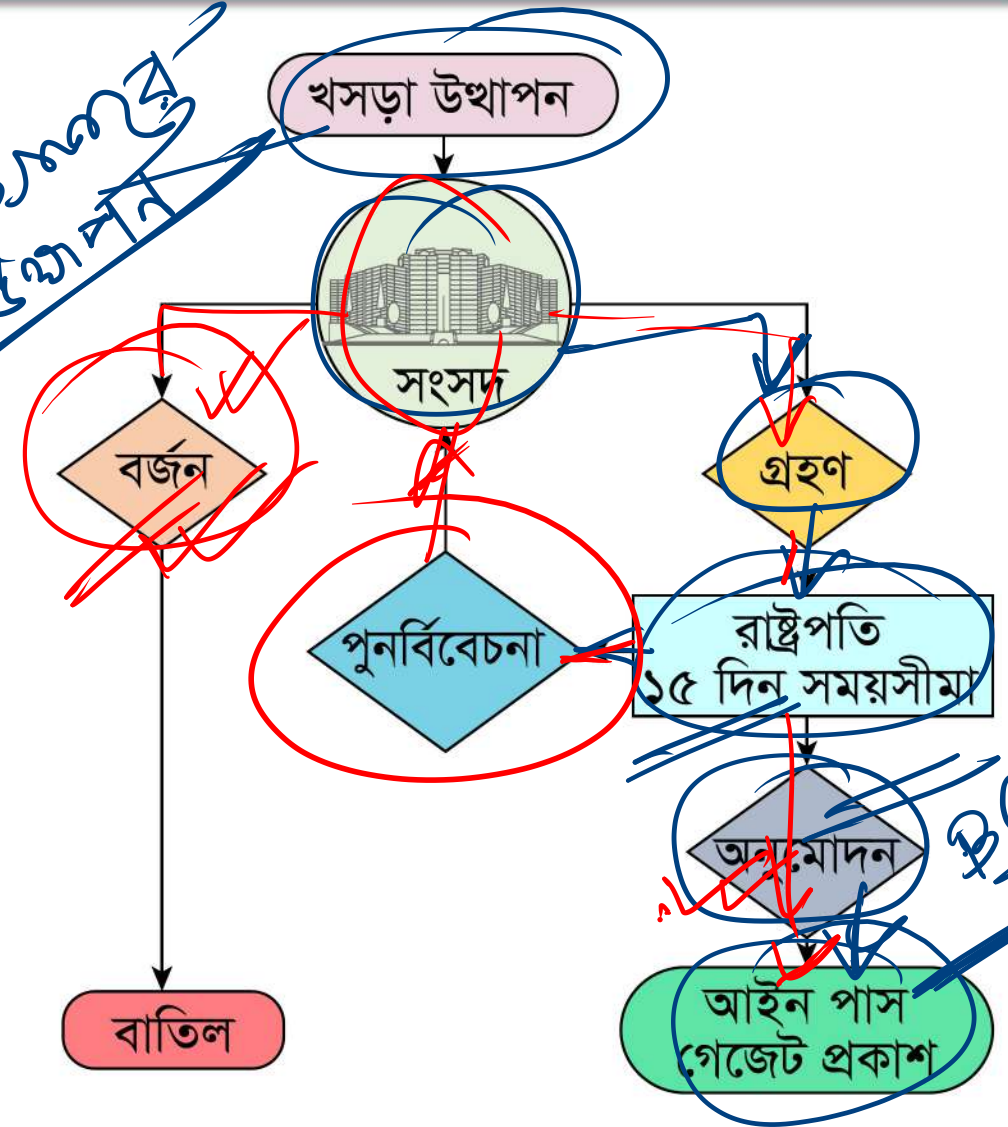 খসড়া উত্থাপন
সংসদ
বর্জন
গ্রহণ
পুনর্বিবেচনা
রাষ্ট্রপতি
১৫ দিন সময়সীমা
অনুমোদন
বাতিল
আইন পাস
গেজেট প্রকাশ